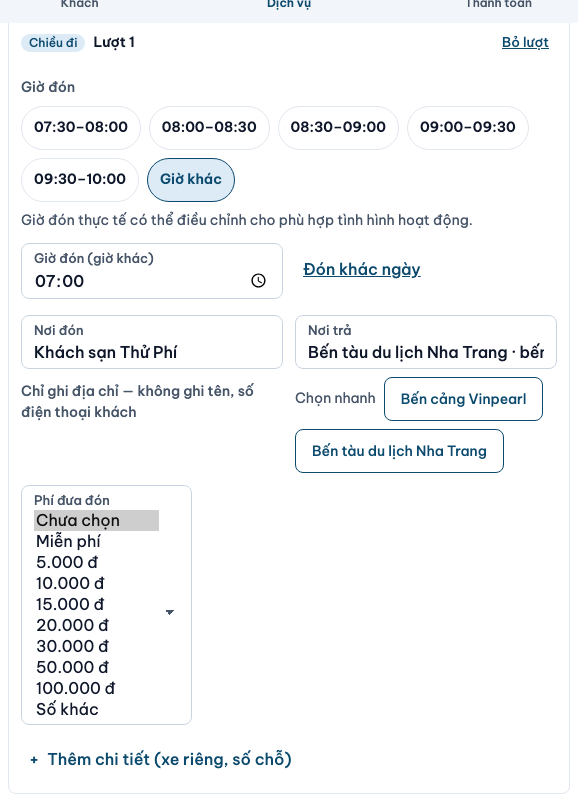 Khách Dịch vụ Thanh toán
Chiều đi Lượt 1 Bỏ lượt
Giờ đón
07:30–08:00 08:00–08:30 08:30–09:00 09:00–09:30
09:30–10:00 Giờ khác
Giờ đón thực tế có thể điều chỉnh cho phù hợp tình hình hoạt động.
Giờ đón (giờ khác)
07:00
Đón khác ngày
Nơi đón
Khách sạn Thử Phí
Nơi trả
Bến tàu du lịch Nha Trang · bến
Chỉ ghi địa chỉ — không ghi tên, số
điện thoại khách
Chọn nhanh Bến cảng Vinpearl
Bến tàu du lịch Nha Trang
Phí đưa đón
Chưa chọn
Miễn phí
5.000 đ
10.000 đ
15.000 đ
20.000 đ
30.000 đ
50.000 đ
100.000 đ
Số khác
+ Thêm chi tiết (xe riêng, số chỗ)